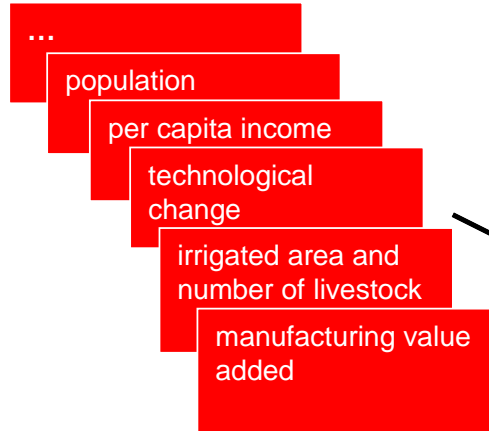 ...
population
per capita income
technological
change
irrigated area and
number of livestock
manufacturing value
added